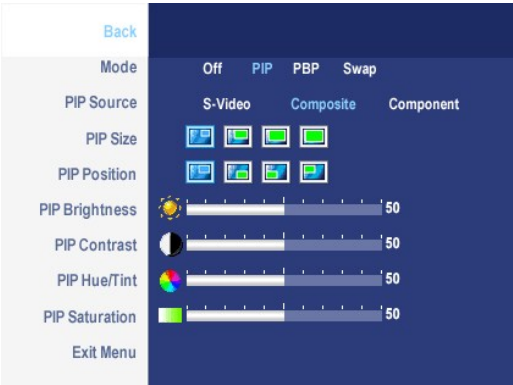 Back
Mode Off PIP PBP Swap
PIP Source S-Video Composite Component
PIP Size
PIP Position
PIP Brightness 50
PIP Contrast 50
PIP Hue/Tint 50
PIP Saturation 50
Exit Menu